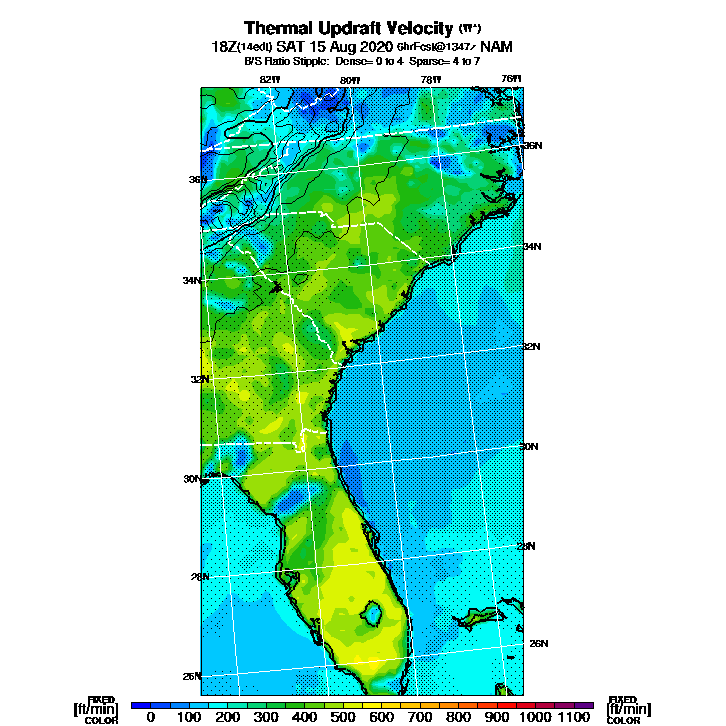 Thermal Updraft Velocity (W*)
18Z(14edt) SAT 15 Aug 2020 6hrFcst@1347z NAM
B/S Ratio Stipple: Dense= 0 to 4 Sparse= 4 to 7
82W 80W 78W 76W
36N
36N
34N
34N
32N
32N
30N
30N
28N
28N
26N
26N
FIXED FIXED
[ft/min] [ft/min]
COLOR COLOR
0 100 200 300 400 500 600 700 800 900 1000 1100